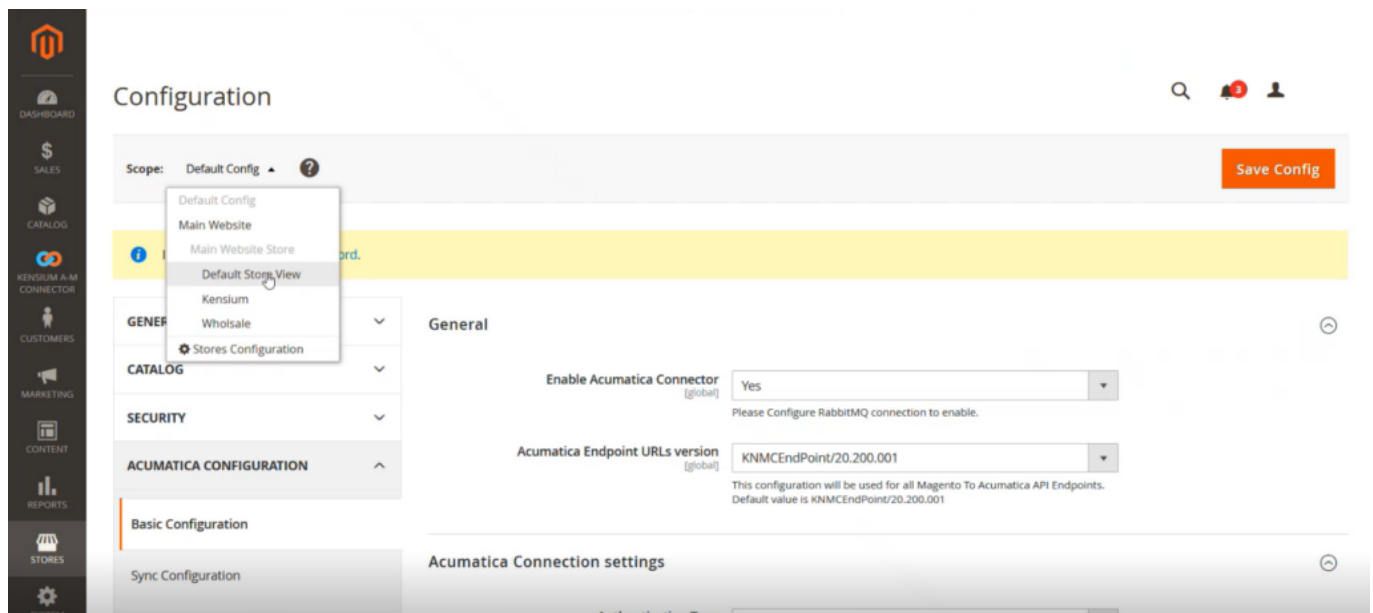 Configuration
3
DASHBOARD
SALES
CATALOG
KENSIUM A-M
CONNECTOR
CUSTOMERS
MARKETING
CONTENT
REPORTS
STORES
Scope: Default Config ?
Save Config
Default Config
Main Website
Main Website Store
Default Store View
Kensium
Wholsale
Stores Configuration
CATALOG
SECURITY
ACUMATICA CONFIGURATION
Basic Configuration
Sync Configuration
General
Enable Acumatica Connector
[global]
Yes
Please Configure RabbitMQ connection to enable.
Acumatica Endpoint URLs version
[global]
KNMCEndPoint/20.200.001
This configuration will be used for all Magento To Acumatica API Endpoints.
Default value is KNMCEndPoint/20.200.001
Acumatica Connection settings